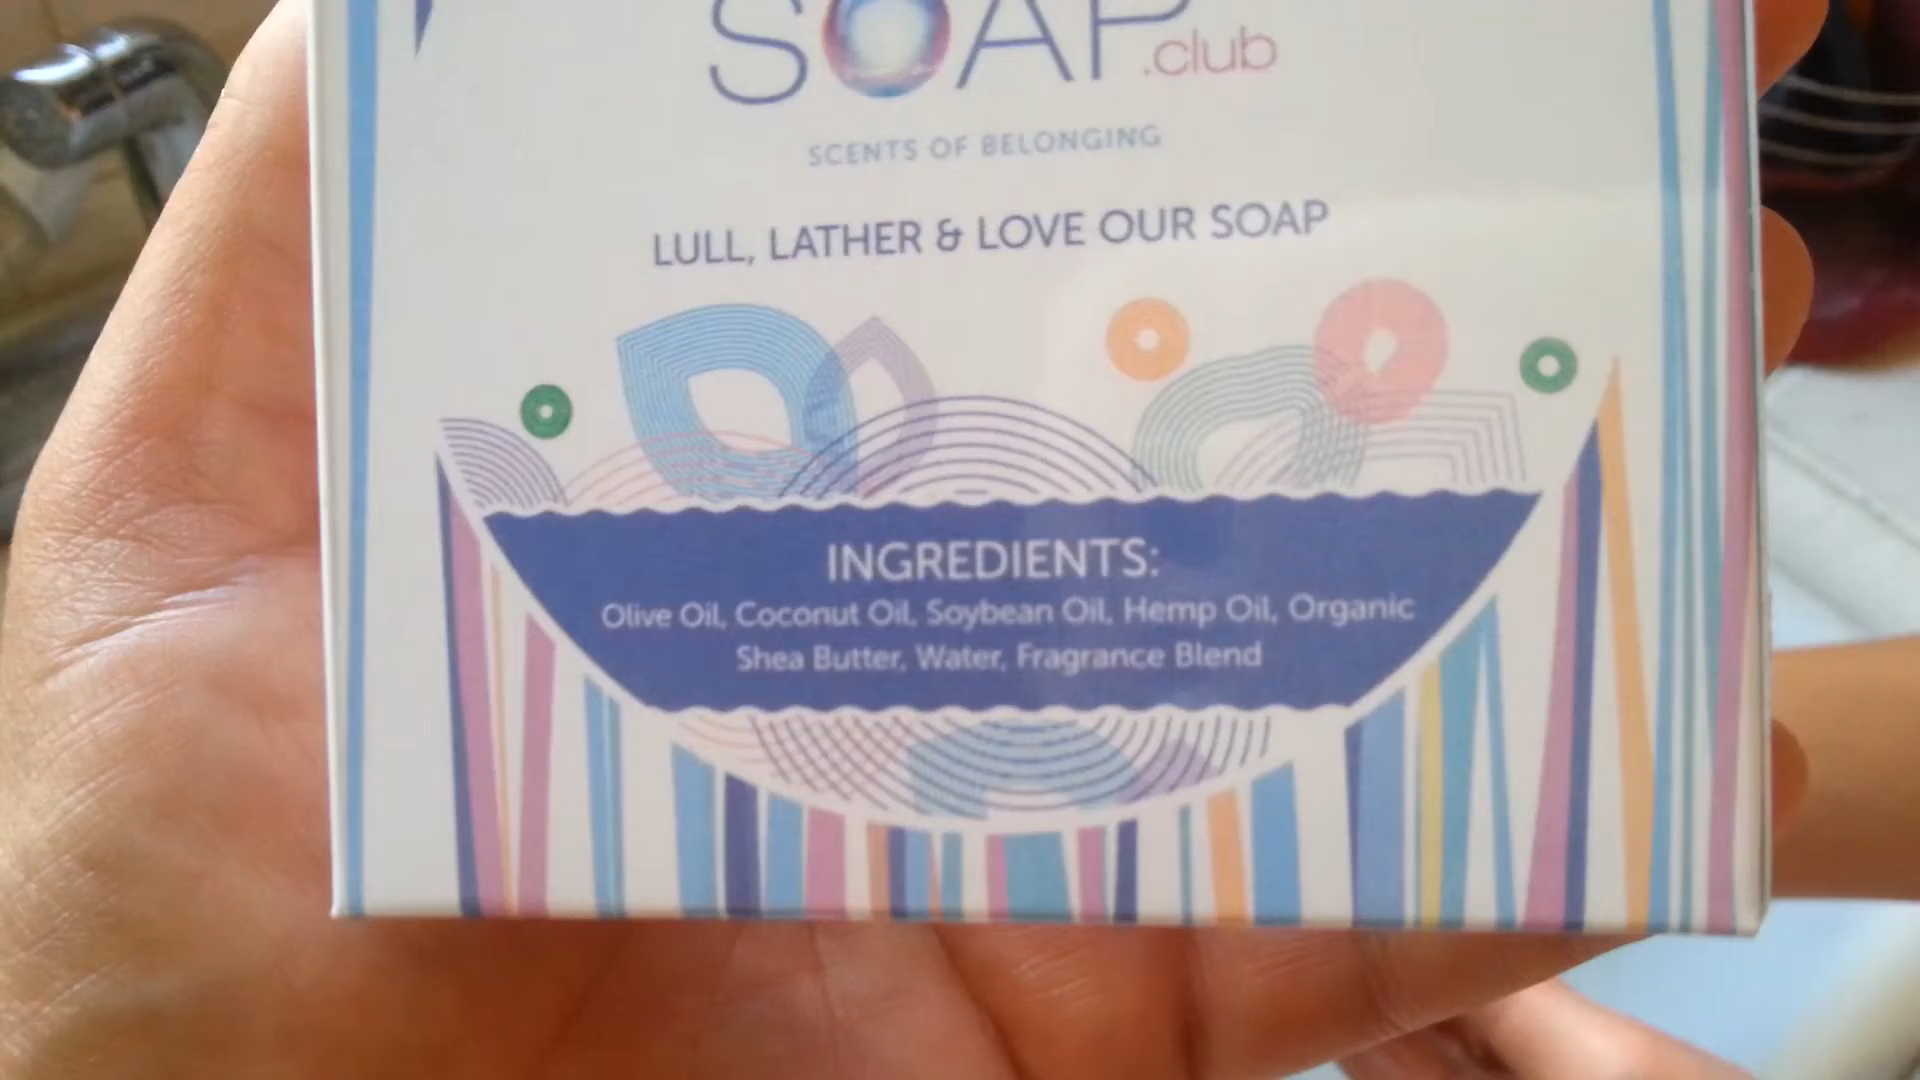 SOAP
.club
SCENTS OF BELONGING
LULL, LATHER & LOVE OUR SOAP
INGREDIENTS:
Olive Oil, Coconut Oil, Soybean Oil, Hemp Oil, Organic
Shea Butter, Water, Fragrance Blend